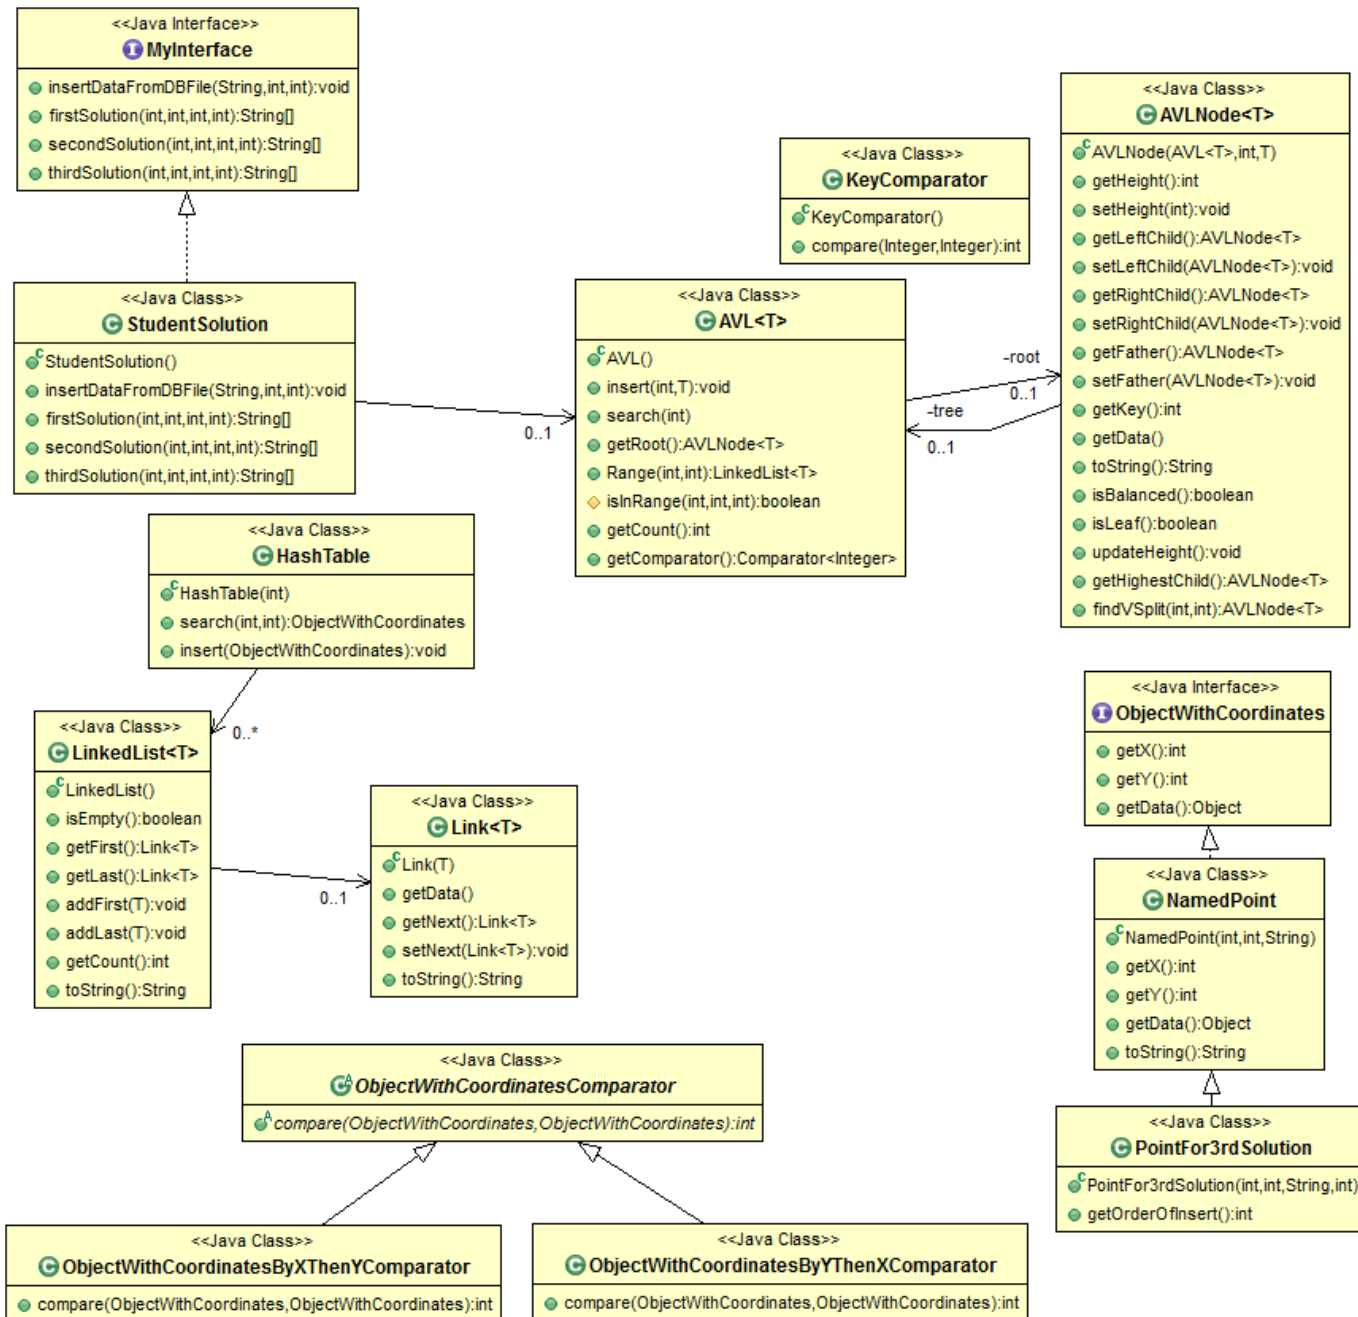 <<Java Interface>>
MyInterface
insertDataFromDBFile(String,int,int):void
firstSolution(int,int,int,int):String[]
secondSolution(int,int,int,int):String[]
thirdSolution(int,int,int,int):String[]
<<Java Class>>
StudentSolution
StudentSolution()
insertDataFromDBFile(String,int,int):void
firstSolution(int,int,int,int):String[]
secondSolution(int,int,int,int):String[]
thirdSolution(int,int,int,int):String[]
0..1
<<Java Class>>
KeyComparator
KeyComparator()
compare(Integer,Integer):int
<<Java Class>>
AVL<T>
AVL()
insert(int,T):void
search(int)
getRoot():AVLNode<T>
Range(int,int):LinkedList<T>
isInRange(int,int,int):boolean
getCount():int
getComparator():Comparator<Integer>
-root
0..1
-tree
0..1
<<Java Class>>
AVLNode<T>
AVLNode(AVL<T>,int,T)
getHeight():int
setHeight(int):void
getLeftChild():AVLNode<T>
setLeftChild(AVLNode<T>):void
getRightChild():AVLNode<T>
setRightChild(AVLNode<T>):void
getFather():AVLNode<T>
setFather(AVLNode<T>):void
getKey():int
getData()
toString():String
isBalanced():boolean
isLeaf():boolean
updateHeight():void
getHighestChild():AVLNode<T>
findVSplit(int,int):AVLNode<T>
<<Java Class>>
HashTable
HashTable(int)
search(int,int):ObjectWithCoordinates
insert(ObjectWithCoordinates):void
0..*
<<Java Class>>
LinkedList<T>
LinkedList()
isEmpty():boolean
getFirst():Link<T>
getLast():Link<T>
addFirst(T):void
addLast(T):void
getCount():int
toString():String
0..1
<<Java Class>>
Link<T>
Link(T)
getData()
getNext():Link<T>
setNext(Link<T>):void
toString():String
<<Java Interface>>
ObjectWithCoordinates
getX():int
getY():int
getData():Object
<<Java Class>>
NamedPoint
NamedPoint(int,int,String)
getX():int
getY():int
getData():Object
toString():String
<<Java Class>>
PointFor3rdSolution
PointFor3rdSolution(int,int,String,int)
getOrderOfInsert():int
<<Java Class>>
ObjectWithCoordinatesComparator
compare(ObjectWithCoordinates,ObjectWithCoordinates):int
<<Java Class>>
ObjectWithCoordinatesByXThenYComparator
compare(ObjectWithCoordinates,ObjectWithCoordinates):int
<<Java Class>>
ObjectWithCoordinatesByYThenXComparator
compare(ObjectWithCoordinates,ObjectWithCoordinates):int